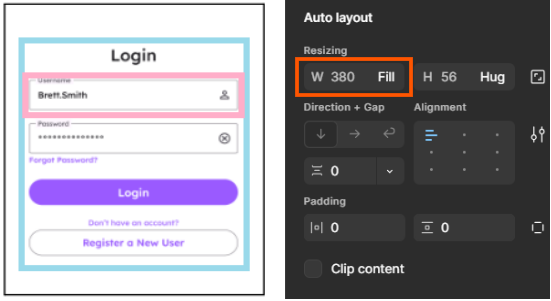 Login
Username
Brett.Smith
Password
**************
Forgot Password?
Login
Don't have an account?
Register a New User
Auto layout
Resizing
W 380 Fill H 56 Hug
Direction + Gap Alignment
0
Padding
0 0
Clip content